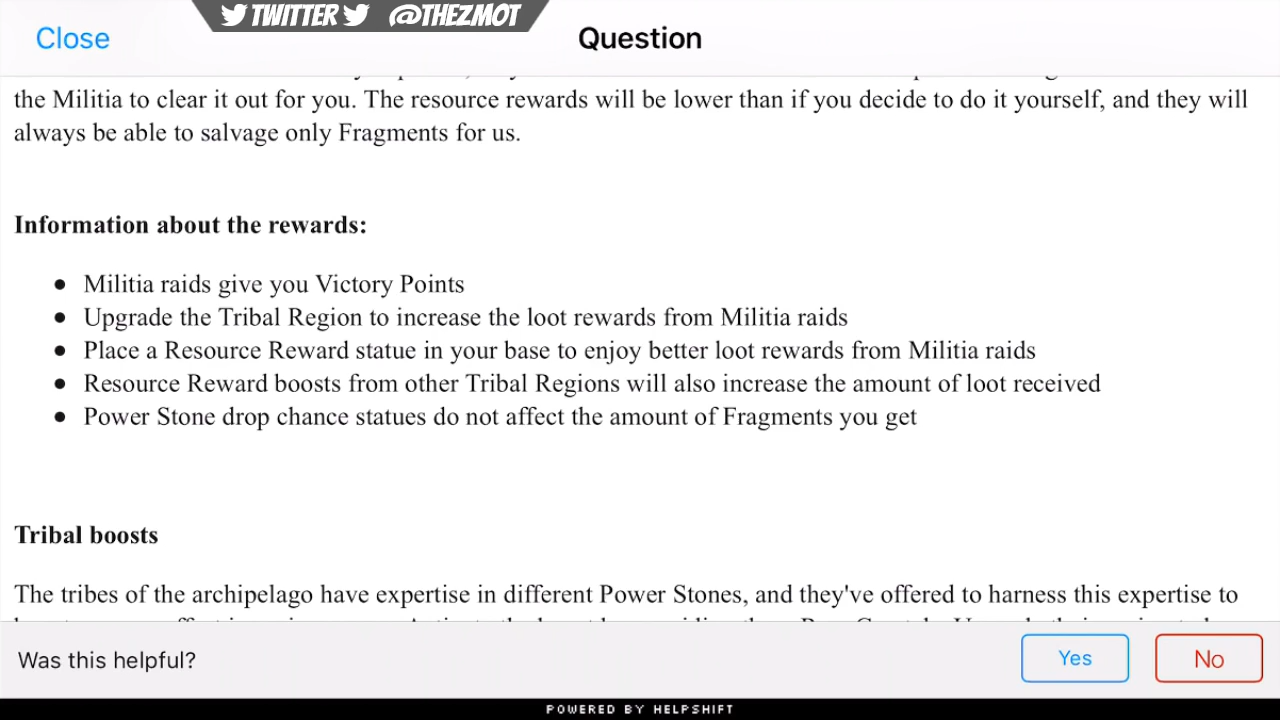 TWITTER @THEZMOT
Close
Question
the Militia to clear it out for you. The resource rewards will be lower than if you decide to do it yourself, and they will
always be able to salvage only Fragments for us.
Information about the rewards:
● Militia raids give you Victory Points
● Upgrade the Tribal Region to increase the loot rewards from Militia raids
● Place a Resource Reward statue in your base to enjoy better loot rewards from Militia raids
● Resource Reward boosts from other Tribal Regions will also increase the amount of loot received
● Power Stone drop chance statues do not affect the amount of Fragments you get
Tribal boosts
The tribes of the archipelago have expertise in different Power Stones, and they've offered to harness this expertise to
Was this helpful?
Yes
No
POWERED BY HELPSHIFT